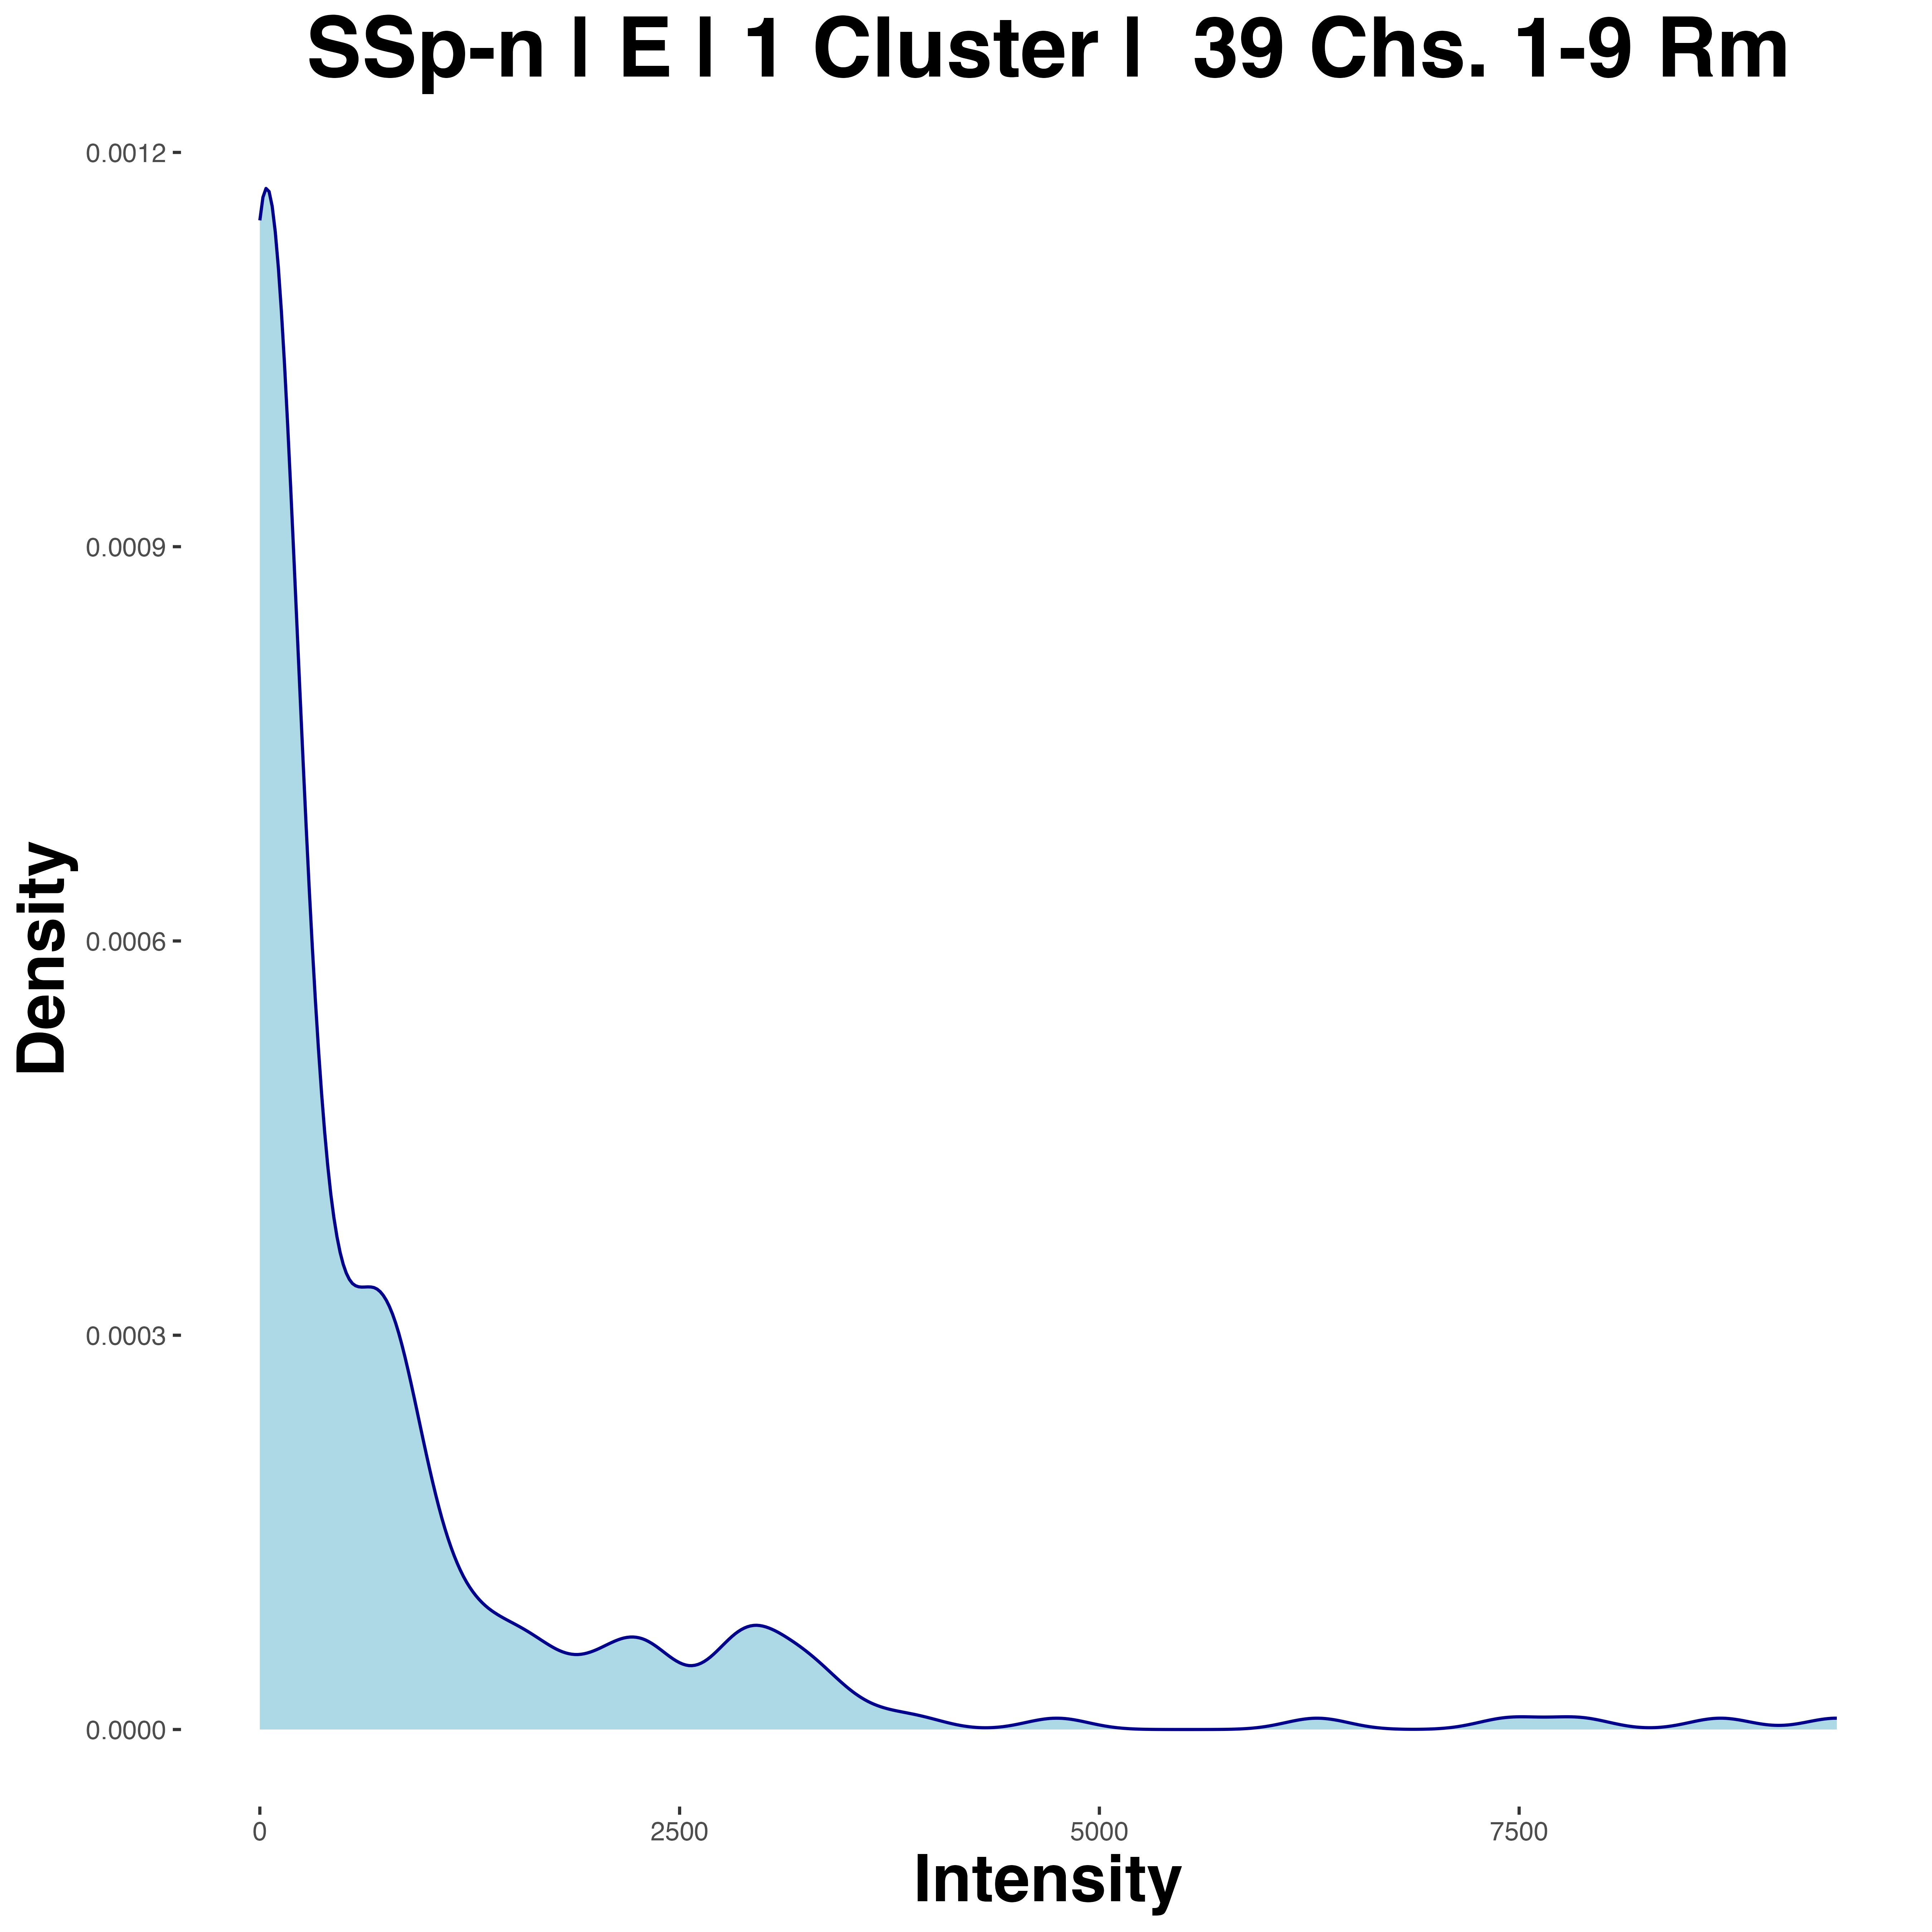 SSp-n | E | 1 Cluster |  39 Chs. 1-9 Rm
0.0012
0.0009
0.0006
0.0003
0.0000
Density
0 2500 5000 7500
Intensity